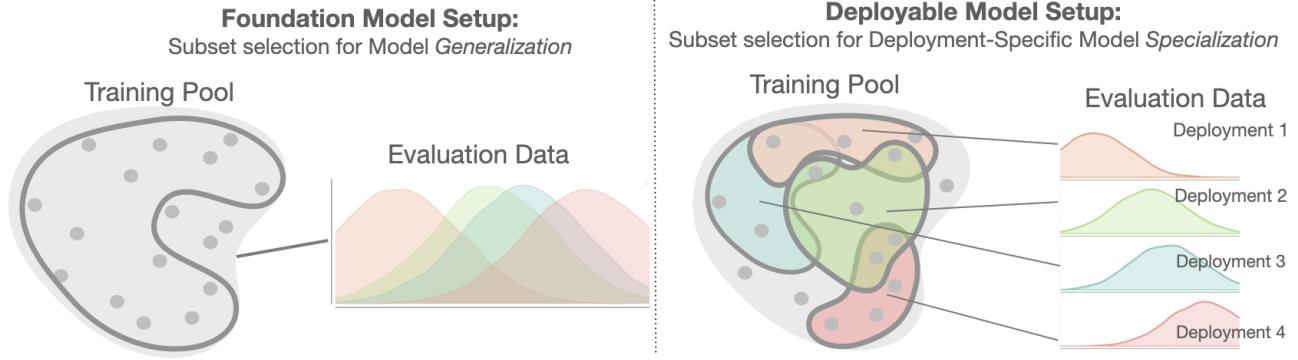 Foundation Model Setup:
Subset selection for Model Generalization
Training Pool
Evaluation Data
Deployable Model Setup:
Subset selection for Deployment-Specific Model Specialization
Training Pool
Evaluation Data
Deployment 1
Deployment 2
Deployment 3
Deployment 4